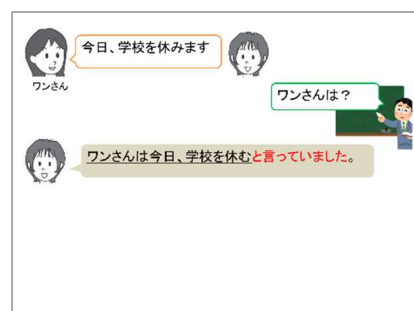 今日、学校を休みます
ワンさん
ワンさんは？
ワンさんは今日、学校を休むと言っていました。